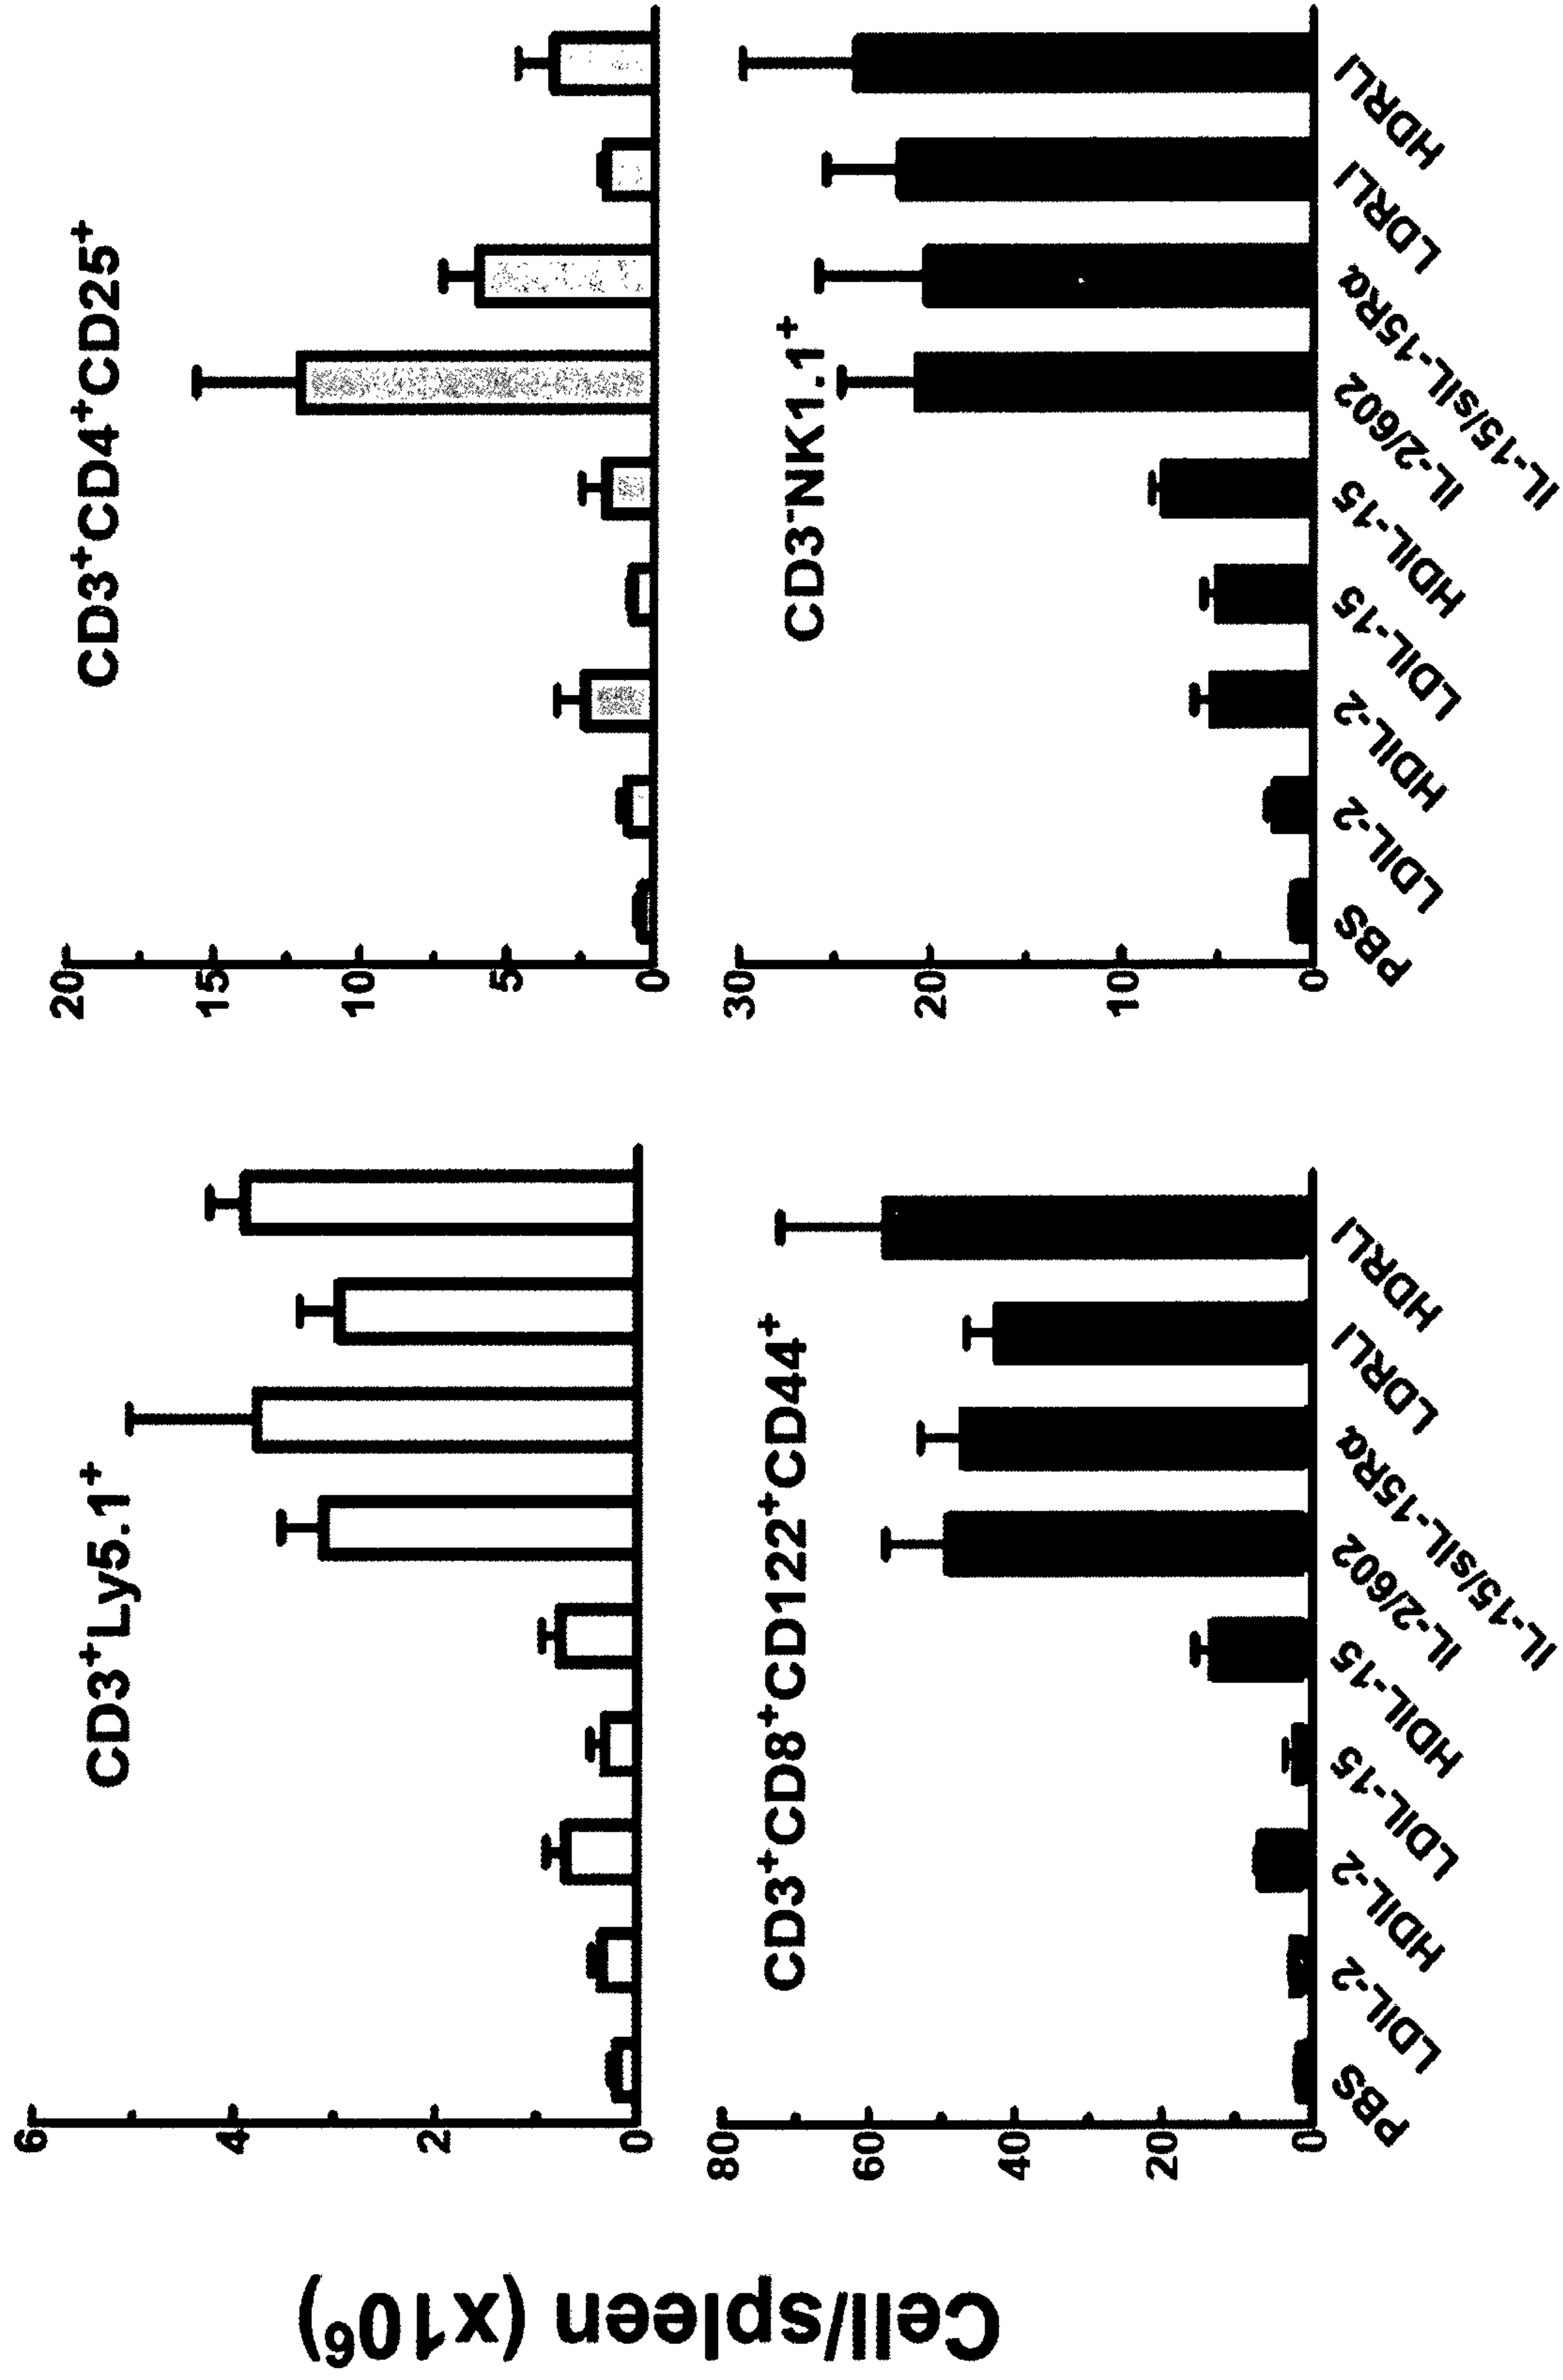 Cell/spleen (x10⁶)
CD3⁺Ly5.1⁺
6
4
2
0
CD3⁺CD4⁺CD25⁺
20
15
10
5
0
CD3⁺CD8⁺CD122⁺CD44⁺
80
60
40
20
0
PBS
LDIL-2
HDIL-2
LDIL-15
HDIL-15
IL-2/602
IL-15/sIL-15Rα
LDRLI
HDRLI
CD3⁻NK1.1⁺
30
20
10
0
PBS
LDIL-2
HDIL-2
LDIL-15
HDIL-15
IL-2/602
IL-15/sIL-15Rα
LDRLI
HDRLI